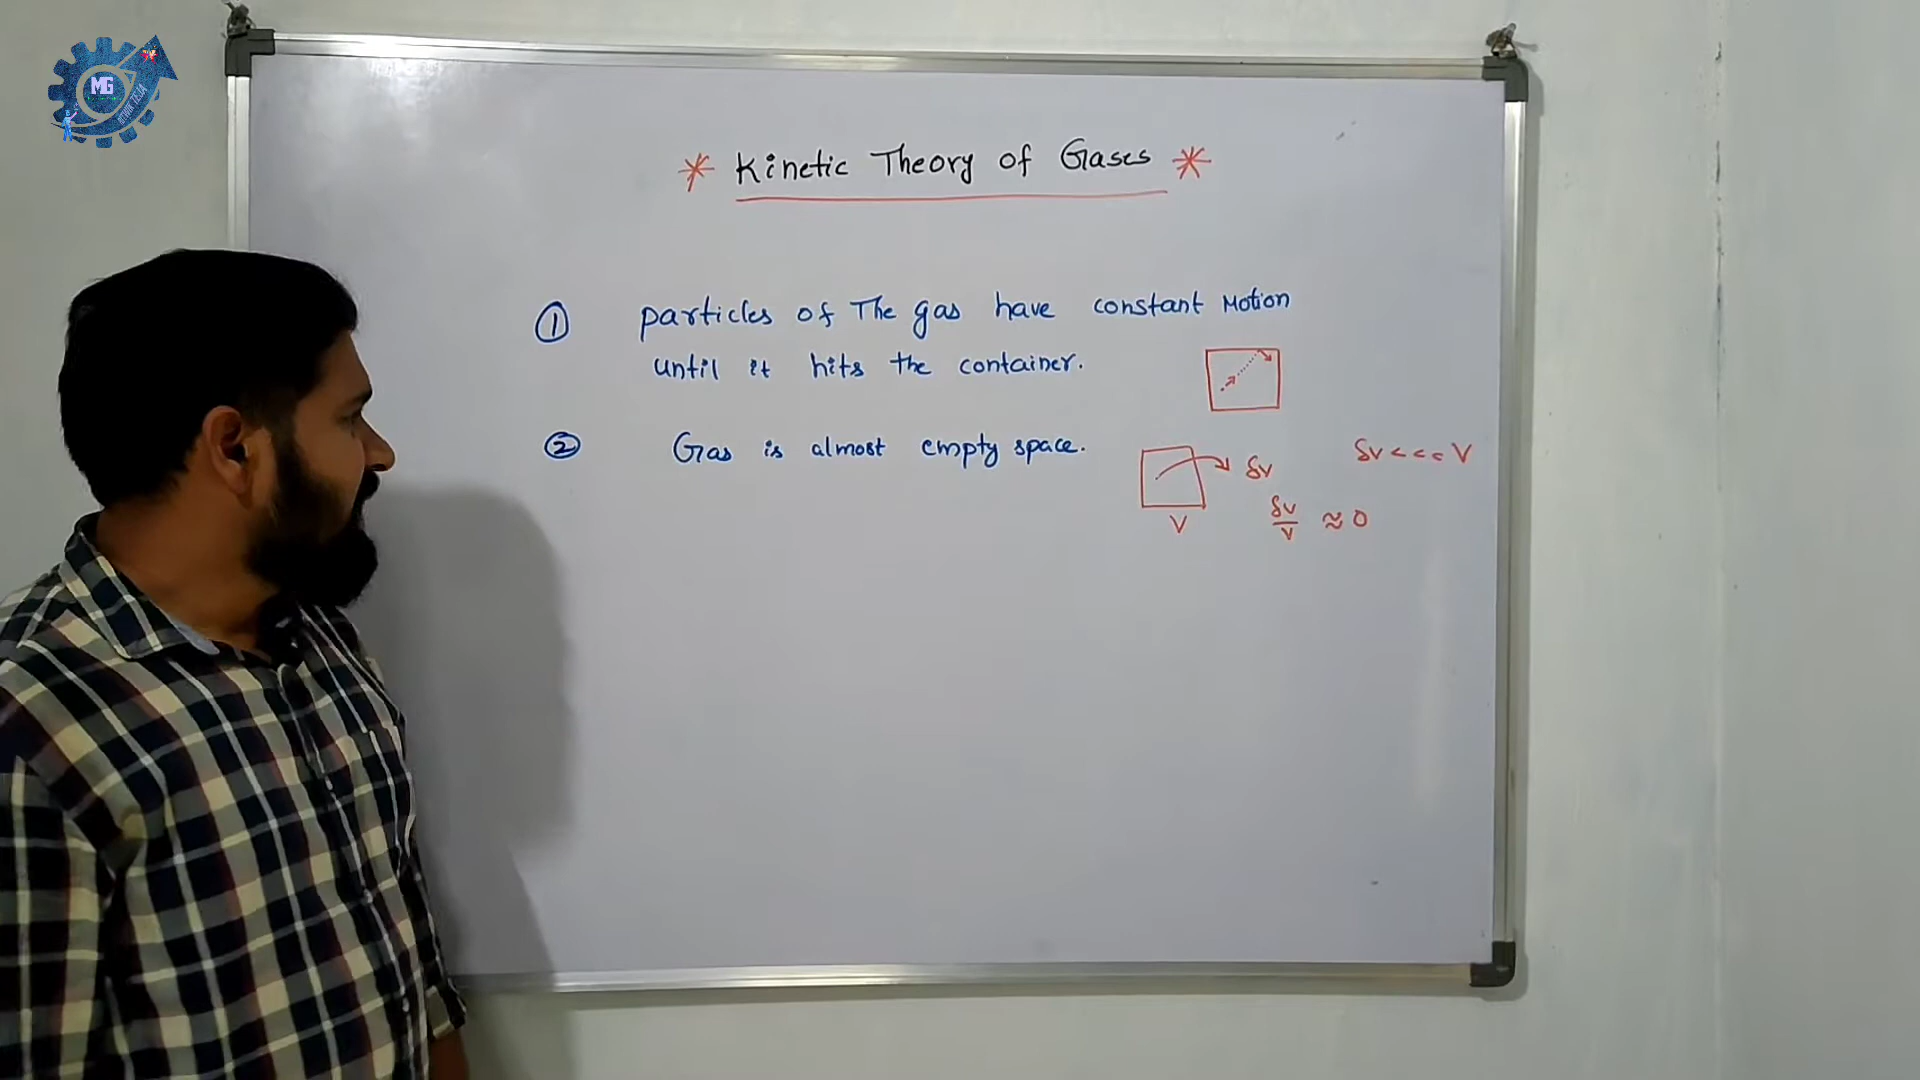 MG
* Kinetic Theory of Gases *
① particles of The gas have constant Motion
until it hits the container.
② Gas is almost empty space.
δv
δv < < < V
V
δv/v ≈ 0